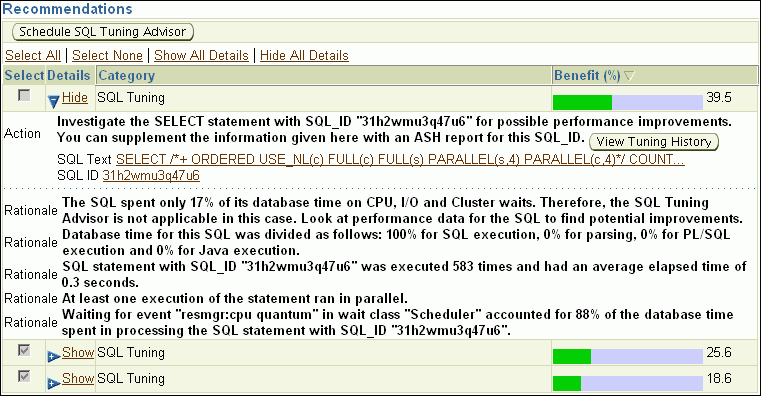 Recommendations
Schedule SQL Tuning Advisor
Select All | Select None | Show All Details | Hide All Details
Select Details Category Benefit (%)
Hide SQL Tuning 39.5
Action Investigate the SELECT statement with SQL_ID "31h2wmu3q47u6" for possible performance improvements.
You can supplement the information given here with an ASH report for this SQL_ID. View Tuning History
SQL Text SELECT /*+ ORDERED USE_NL(c) FULL(c) FULL(s) PARALLEL(s,4) PARALLEL(c,4)*/ COUNT...
SQL ID 31h2wmu3q47u6
Rationale The SQL spent only 17% of its database time on CPU, I/O and Cluster waits. Therefore, the SQL Tuning
Advisor is not applicable in this case. Look at performance data for the SQL to find potential improvements.
Rationale Database time for this SQL was divided as follows: 100% for SQL execution, 0% for parsing, 0% for PL/SQL
execution and 0% for Java execution.
Rationale SQL statement with SQL_ID "31h2wmu3q47u6" was executed 583 times and had an average elapsed time of
0.3 seconds.
Rationale At least one execution of the statement ran in parallel.
Rationale Waiting for event "resmgr:cpu quantum" in wait class "Scheduler" accounted for 88% of the database time
spent in processing the SQL statement with SQL_ID "31h2wmu3q47u6".
Show SQL Tuning 25.6
Show SQL Tuning 18.6